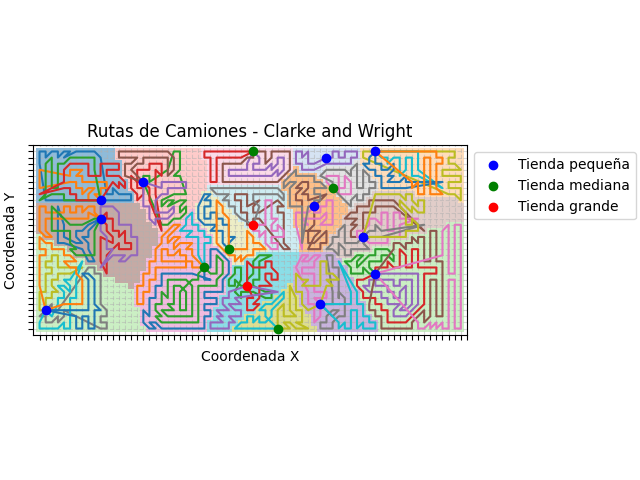 Rutas de Camiones - Clarke and Wright
Tienda pequeña
Tienda mediana
Tienda grande
Coordenada Y
Coordenada X